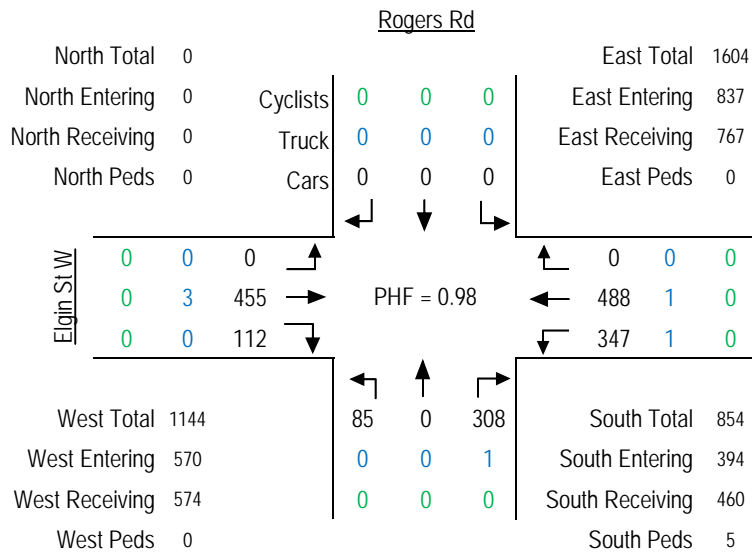 Rogers Rd
North Total 0 East Total 1604
North Entering 0 Cyclists 0 0 0 East Entering 837
North Receiving 0 Truck 0 0 0 East Receiving 767
North Peds 0 Cars 0 0 0 East Peds 0
Elgin St W
0 0 0 0 0 0
0 3 455 PHF = 0.98 488 1 0
0 0 112 347 1 0
West Total 1144 85 0 308 South Total 854
West Entering 570 0 0 1 South Entering 394
West Receiving 574 0 0 0 South Receiving 460
West Peds 0 South Peds 5